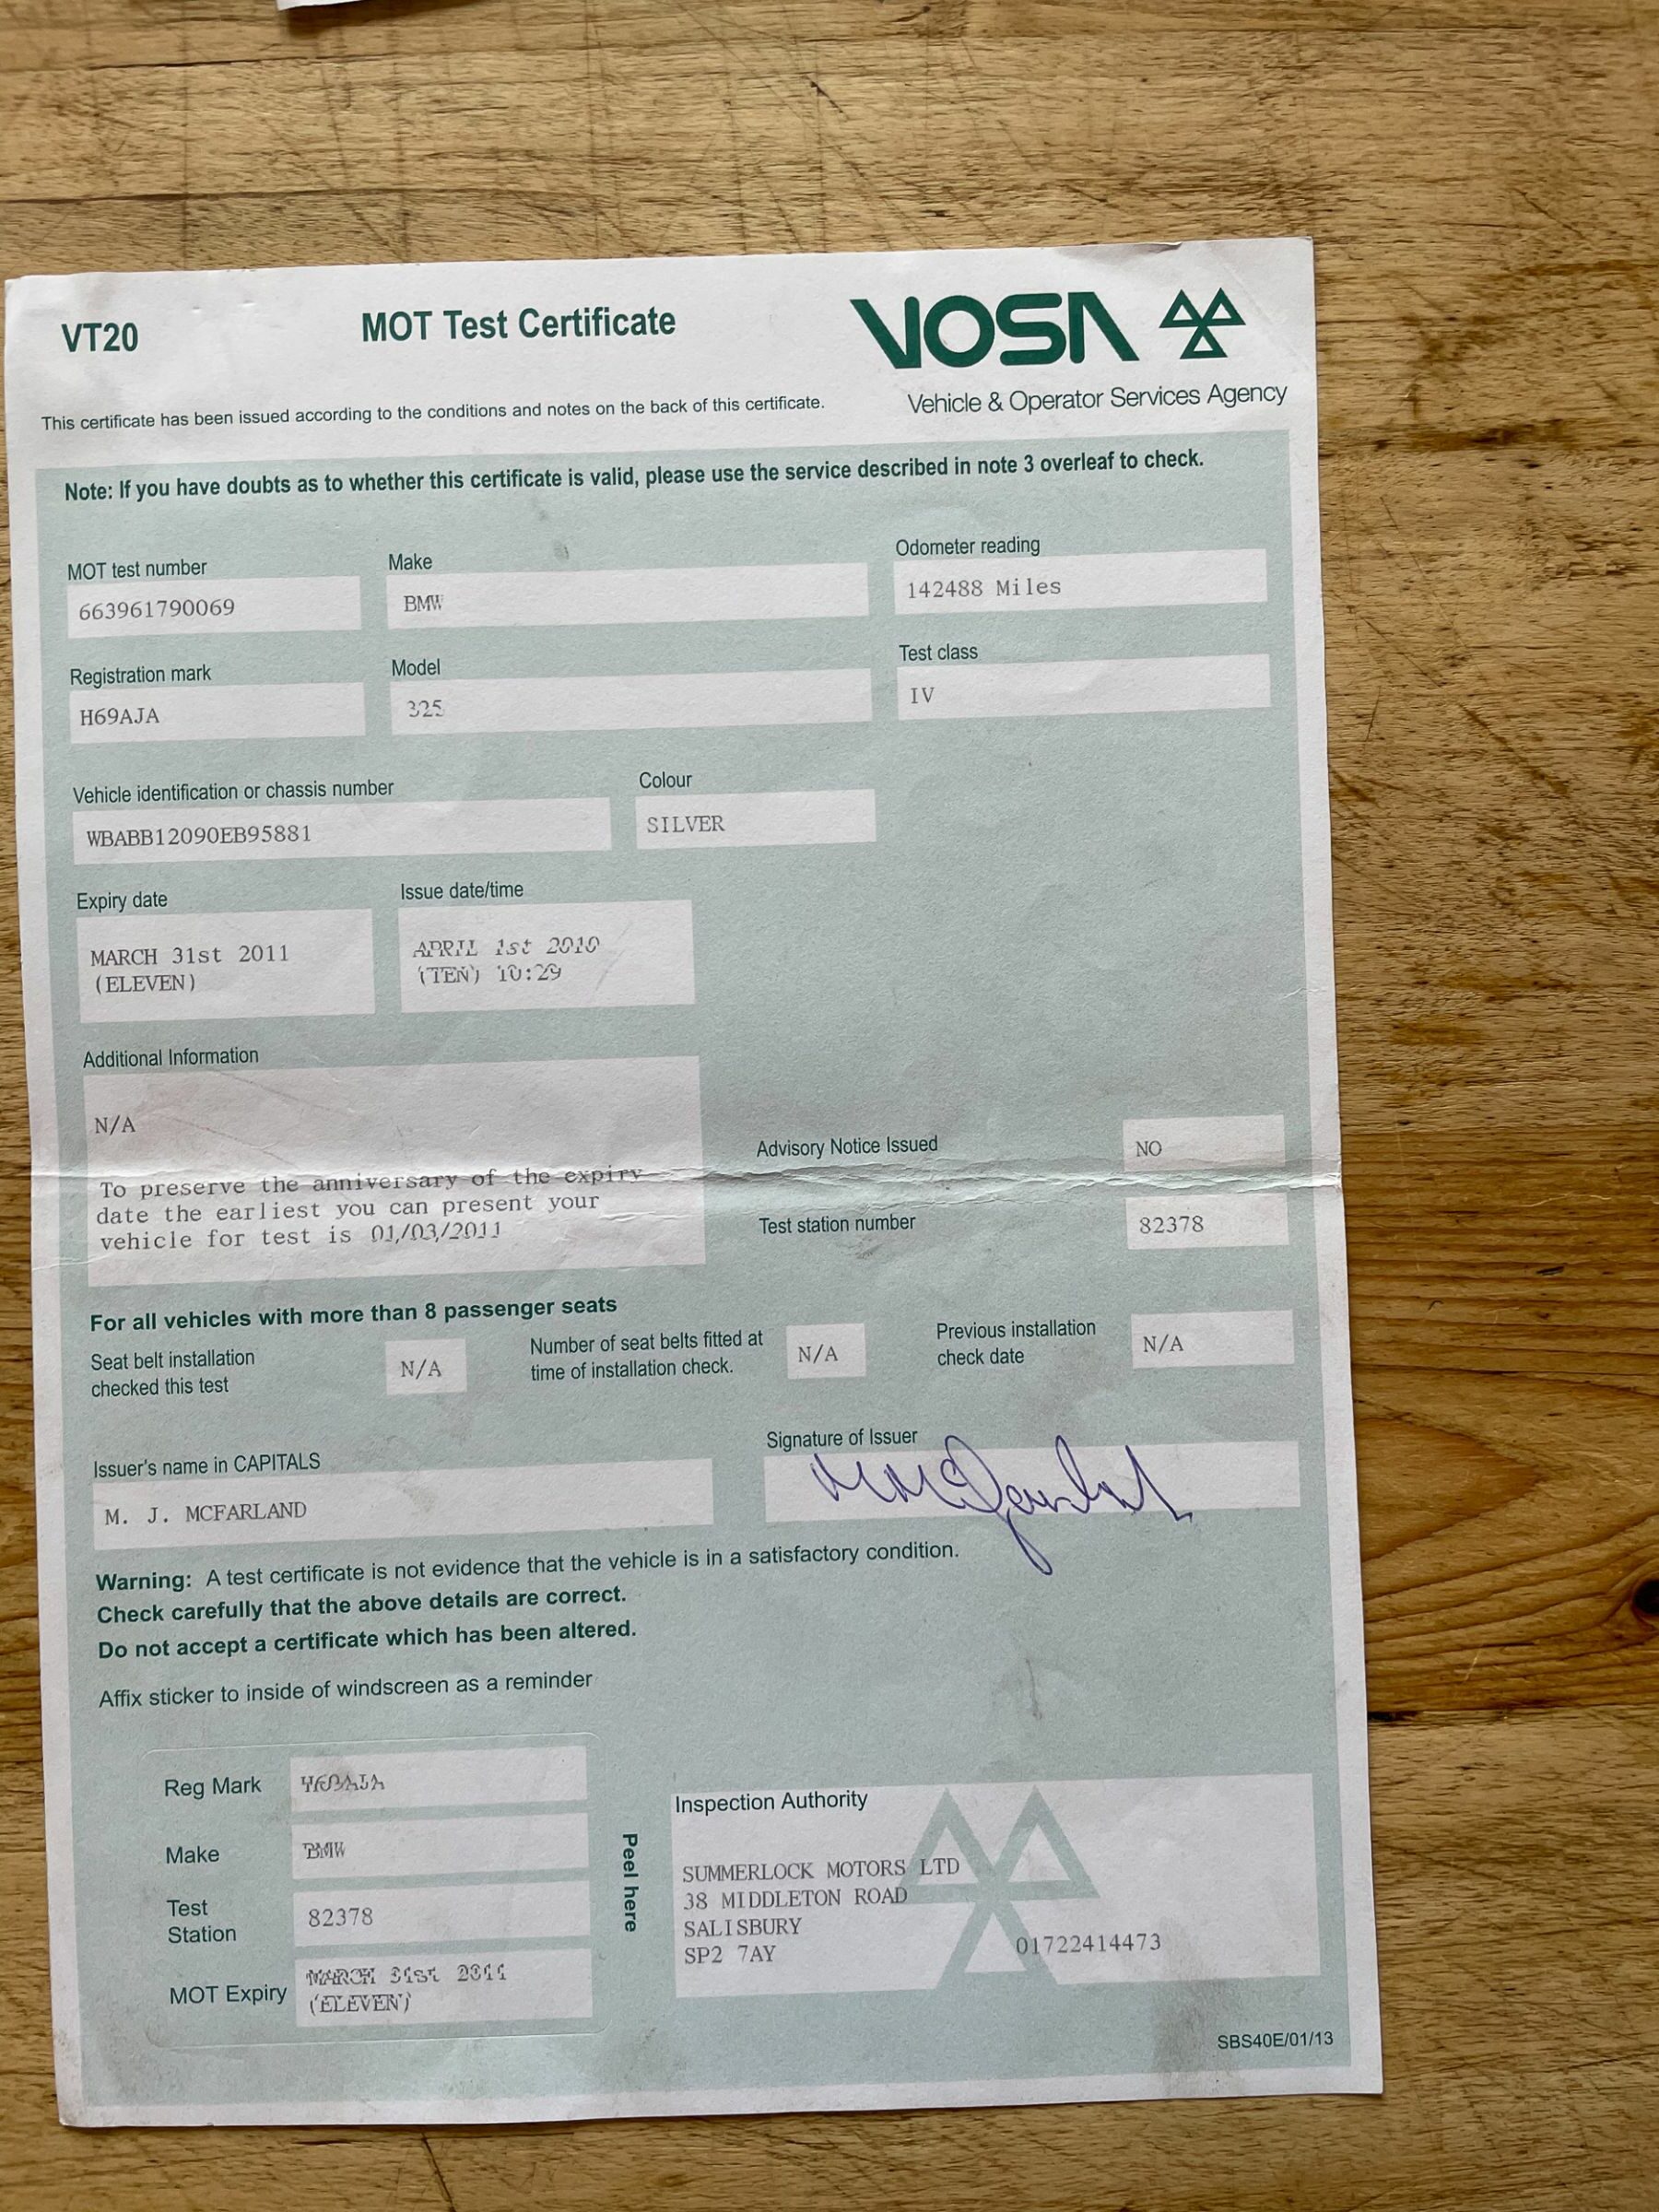 VT20
MOT Test Certificate
VOSA
Vehicle & Operator Services Agency
This certificate has been issued according to the conditions and notes on the back of this certificate.
Note: If you have doubts as to whether this certificate is valid, please use the service described in note 3 overleaf to check.
MOT test number
Make
Odometer reading
663961790069
BMW
142488 Miles
Registration mark
Model
Test class
H69AJA
325
IV
Vehicle identification or chassis number
Colour
WBABB12090EB95881
SILVER
Expiry date
Issue date/time
MARCH 31st 2011
(ELEVEN)
APRIL 1st 2010
(TEN) 10:29
Additional Information
N/A
To preserve the anniversary of the expiry
date the earliest you can present your
vehicle for test is 01/03/2011
Advisory Notice Issued
NO
Test station number
82378
For all vehicles with more than 8 passenger seats
Seat belt installation
checked this test
N/A
Number of seat belts fitted at
time of installation check.
N/A
Previous installation
check date
N/A
Issuer's name in CAPITALS
M. J. MCFARLAND
Signature of Issuer
Warning: A test certificate is not evidence that the vehicle is in a satisfactory condition.
Check carefully that the above details are correct.
Do not accept a certificate which has been altered.
Affix sticker to inside of windscreen as a reminder
Reg Mark
H69AJA
Make
BMW
Test
Station
82378
MOT Expiry
MARCH 31st 2011
(ELEVEN)
Peel here
Inspection Authority
SUMMERLOCK MOTORS LTD
38 MIDDLETON ROAD
SALISBURY
SP2 7AY
01722414473
SBS40E/01/13